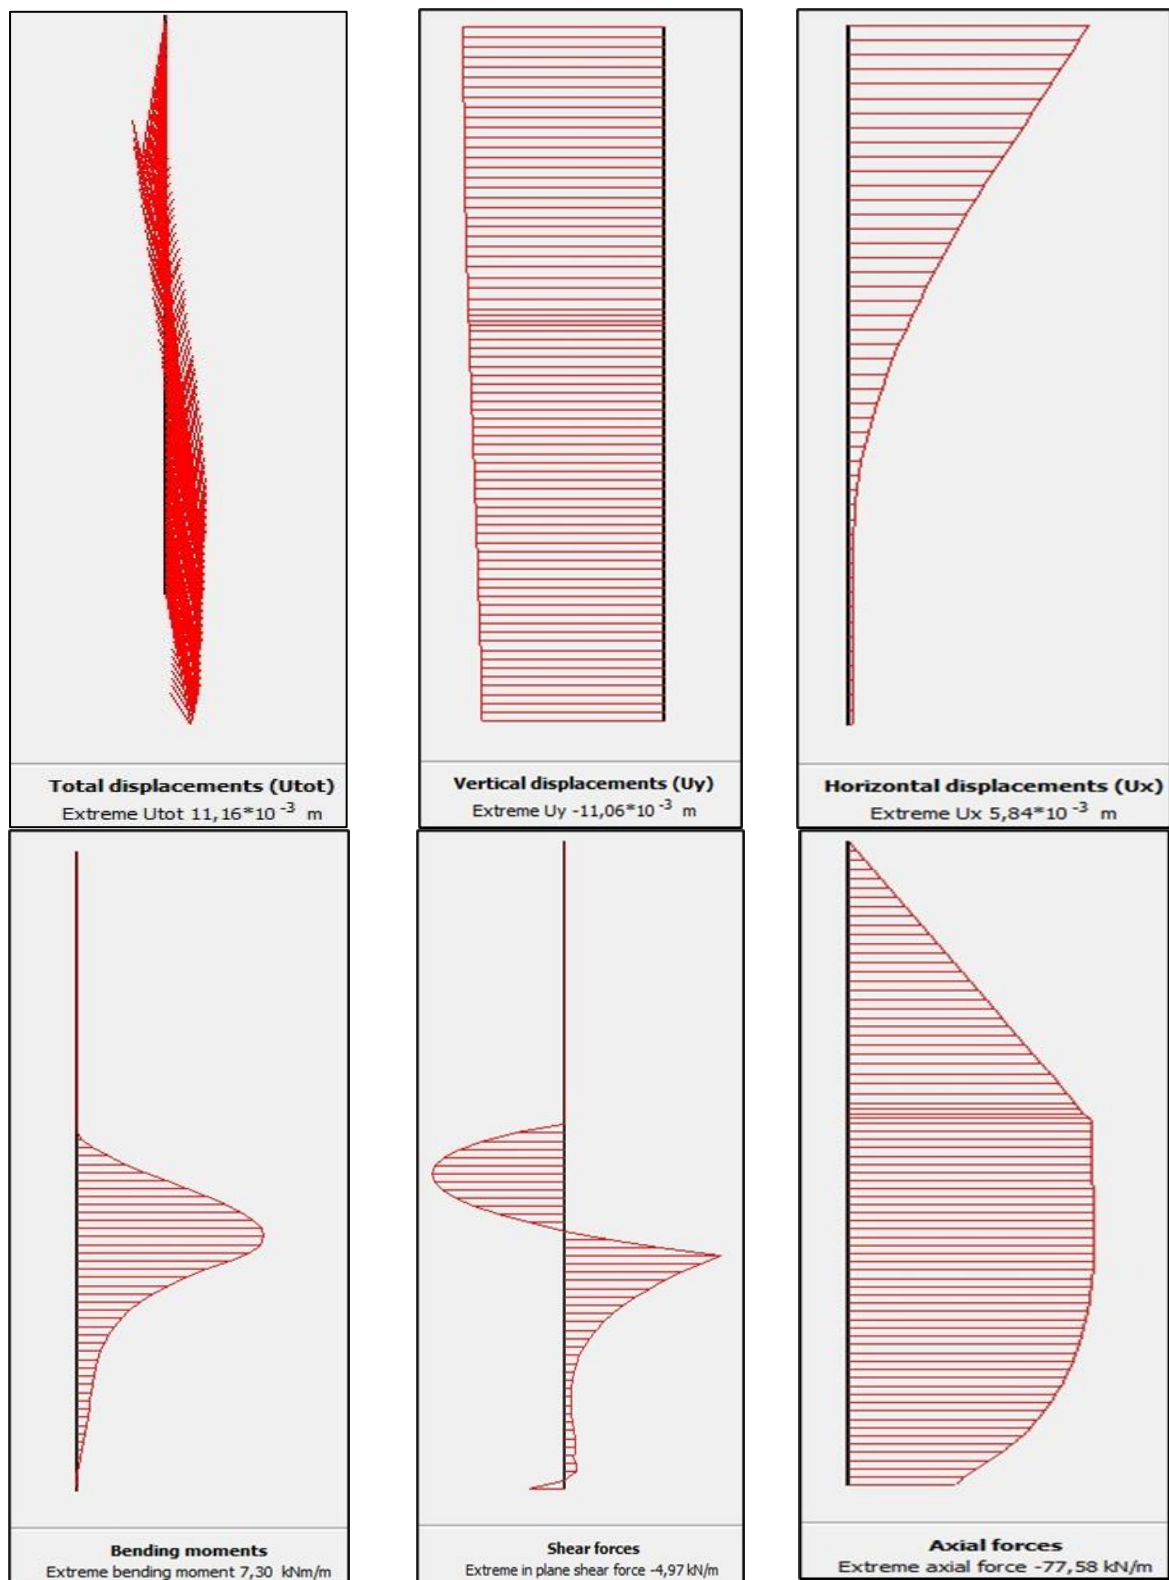 Total displacements (Utot)
Extreme Utot 11,16*10 -3 m
Vertical displacements (Uy)
Extreme Uy -11,06*10 -3 m
Horizontal displacements (Ux)
Extreme Ux 5,84*10 -3 m
Bending moments
Extreme bending moment 7,30 kNm/m
Shear forces
Extreme in plane shear force -4,97 kN/m
Axial forces
Extreme axial force -77,58 kN/m